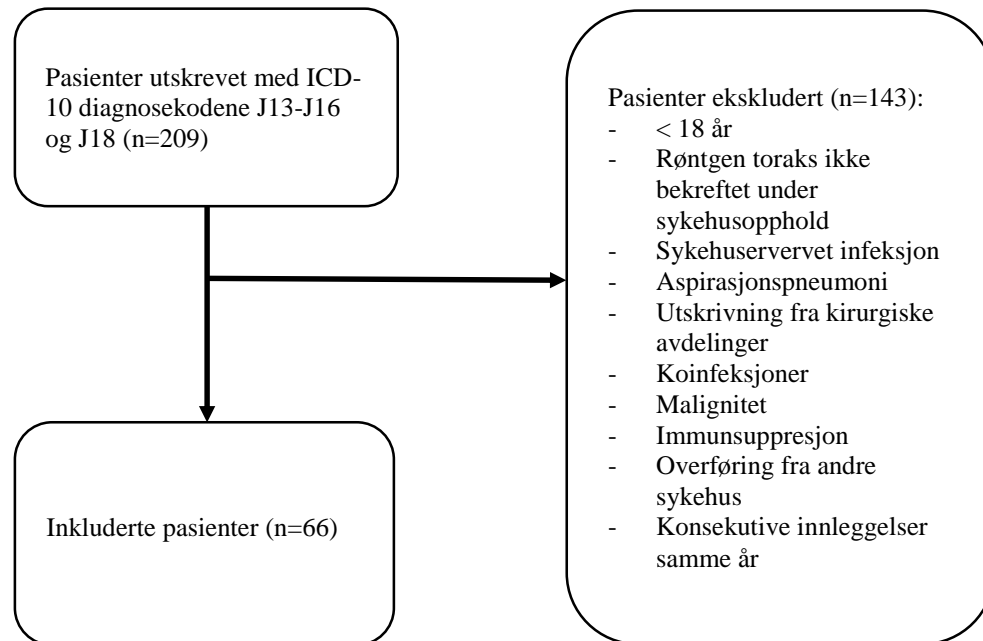 Pasienter utskrevet med ICD-
10 diagnosekodene J13-J16
og J18 (n=209)
Pasienter ekskludert (n=143):
- < 18 år
- Røntgen toraks ikke
bekreftet under
sykehusopphold
- Sykehuservervet infeksjon
- Aspirasjonspneumoni
- Utskrivning fra kirurgiske
avdelinger
- Koinfeksjoner
- Malignitet
- Immunsuppresjon
- Overføring fra andre
sykehus
- Konsekutive innleggelser
samme år
Inkluderte pasienter (n=66)